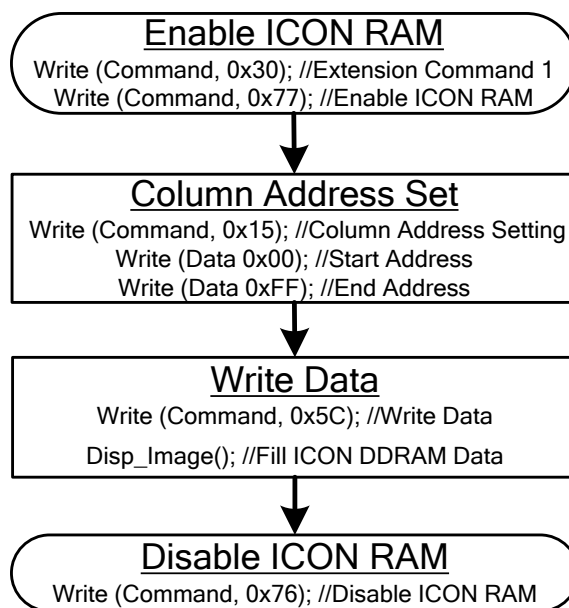 Enable ICON RAM
Write (Command, 0x30); //Extension Command 1
Write (Command, 0x77); //Enable ICON RAM
Column Address Set
Write (Command, 0x15); //Column Address Setting
Write (Data 0x00); //Start Address
Write (Data 0xFF); //End Address
Write Data
Write (Command, 0x5C); //Write Data
Disp_Image(); //Fill ICON DDRAM Data
Disable ICON RAM
Write (Command, 0x76); //Disable ICON RAM